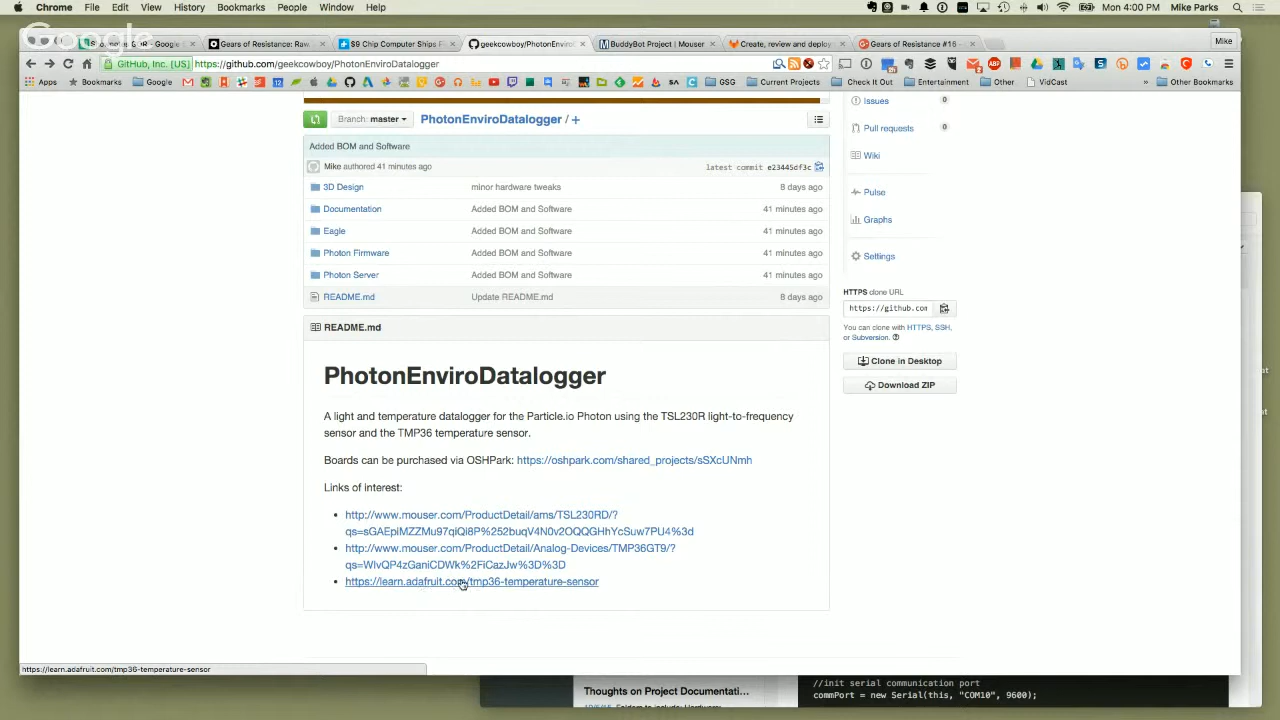 Chrome File Edit View History Bookmarks People Window Help
Mon 4:00 PM Mike Parks
Google
Gears of Resistance: Raw
$9 Chip Computer Ships F
geekcowboy/PhotonEnviro
BuddyBot Project | Mouser
Create, review and deploy
Gears of Resistance #16 -
Mike
GitHub, Inc. [US] https://github.com/geekcowboy/PhotonEnviroDatalogger
Apps Bookmarks Google GSG Current Projects Check It Out Entertainment Other VidCast » Other Bookmarks
Branch: master PhotonEnviroDatalogger / +
Added BOM and Software
Mike authored 41 minutes ago latest commit e23445df3c
3D Design minor hardware tweaks 8 days ago
Documentation Added BOM and Software 41 minutes ago
Eagle Added BOM and Software 41 minutes ago
Photon Firmware Added BOM and Software 41 minutes ago
Photon Server Added BOM and Software 41 minutes ago
README.md Update README.md 8 days ago
Issues 0
Pull requests 0
Wiki
Pulse
Graphs
Settings
HTTPS clone URL
https://github.com
You can clone with HTTPS, SSH,
or Subversion.
Clone in Desktop
Download ZIP
README.md
PhotonEnviroDatalogger
A light and temperature datalogger for the Particle.io Photon using the TSL230R light-to-frequency
sensor and the TMP36 temperature sensor.
Boards can be purchased via OSHPark: https://oshpark.com/shared_projects/sSXcUNmh
Links of interest:
• http://www.mouser.com/ProductDetail/ams/TSL230RD/?
qs=sGAEpiMZZMu97qiQi8P%252buqV4N0v2OQQGHhYcSuw7PU4%3d
• http://www.mouser.com/ProductDetail/Analog-Devices/TMP36GT9/?
qs=WIvQP4zGaniCDWk%2FiCazJw%3D%3D
• https://learn.adafruit.com/tmp36-temperature-sensor
https://learn.adafruit.com/tmp36-temperature-sensor
Thoughts on Project Documentati...
//init serial communication port
commPort = new Serial(this, "COM10", 9600);